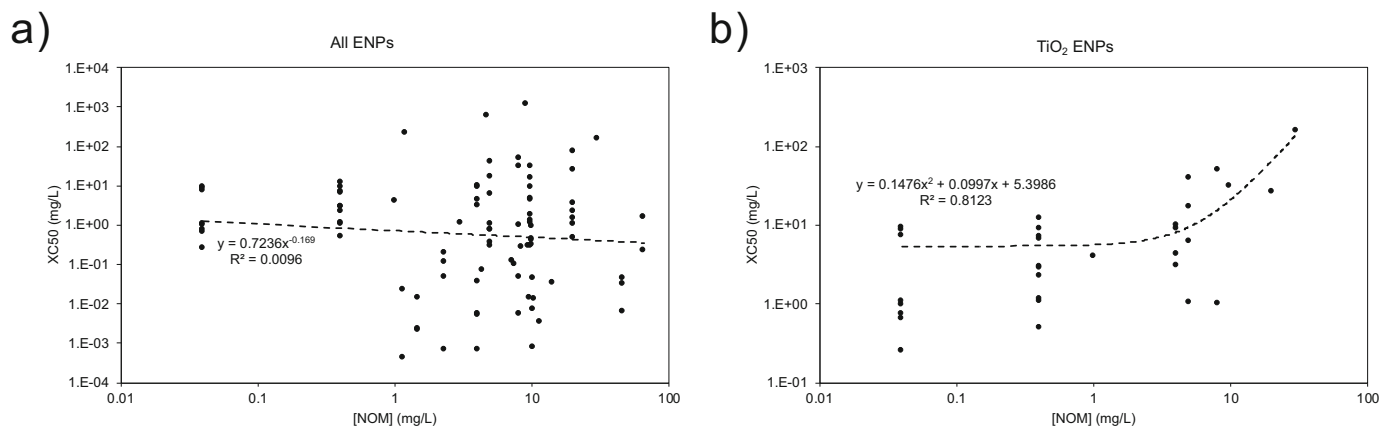 a)
All ENPs
1.E+04
1.E+03
1.E+02
1.E+01
1.E+00
1.E-01
1.E-02
1.E-03
1.E-04
XC50 (mg/L)
y = 0.7236x^-0.169
R² = 0.0096
0.01 0.1 1 10 100
[NOM] (mg/L)
b)
TiO₂ ENPs
1.E+03
1.E+02
1.E+01
1.E+00
1.E-01
XC50 (mg/L)
y = 0.1476x² + 0.0997x + 5.3986
R² = 0.8123
0.01 0.1 1 10 100
[NOM] (mg/L)